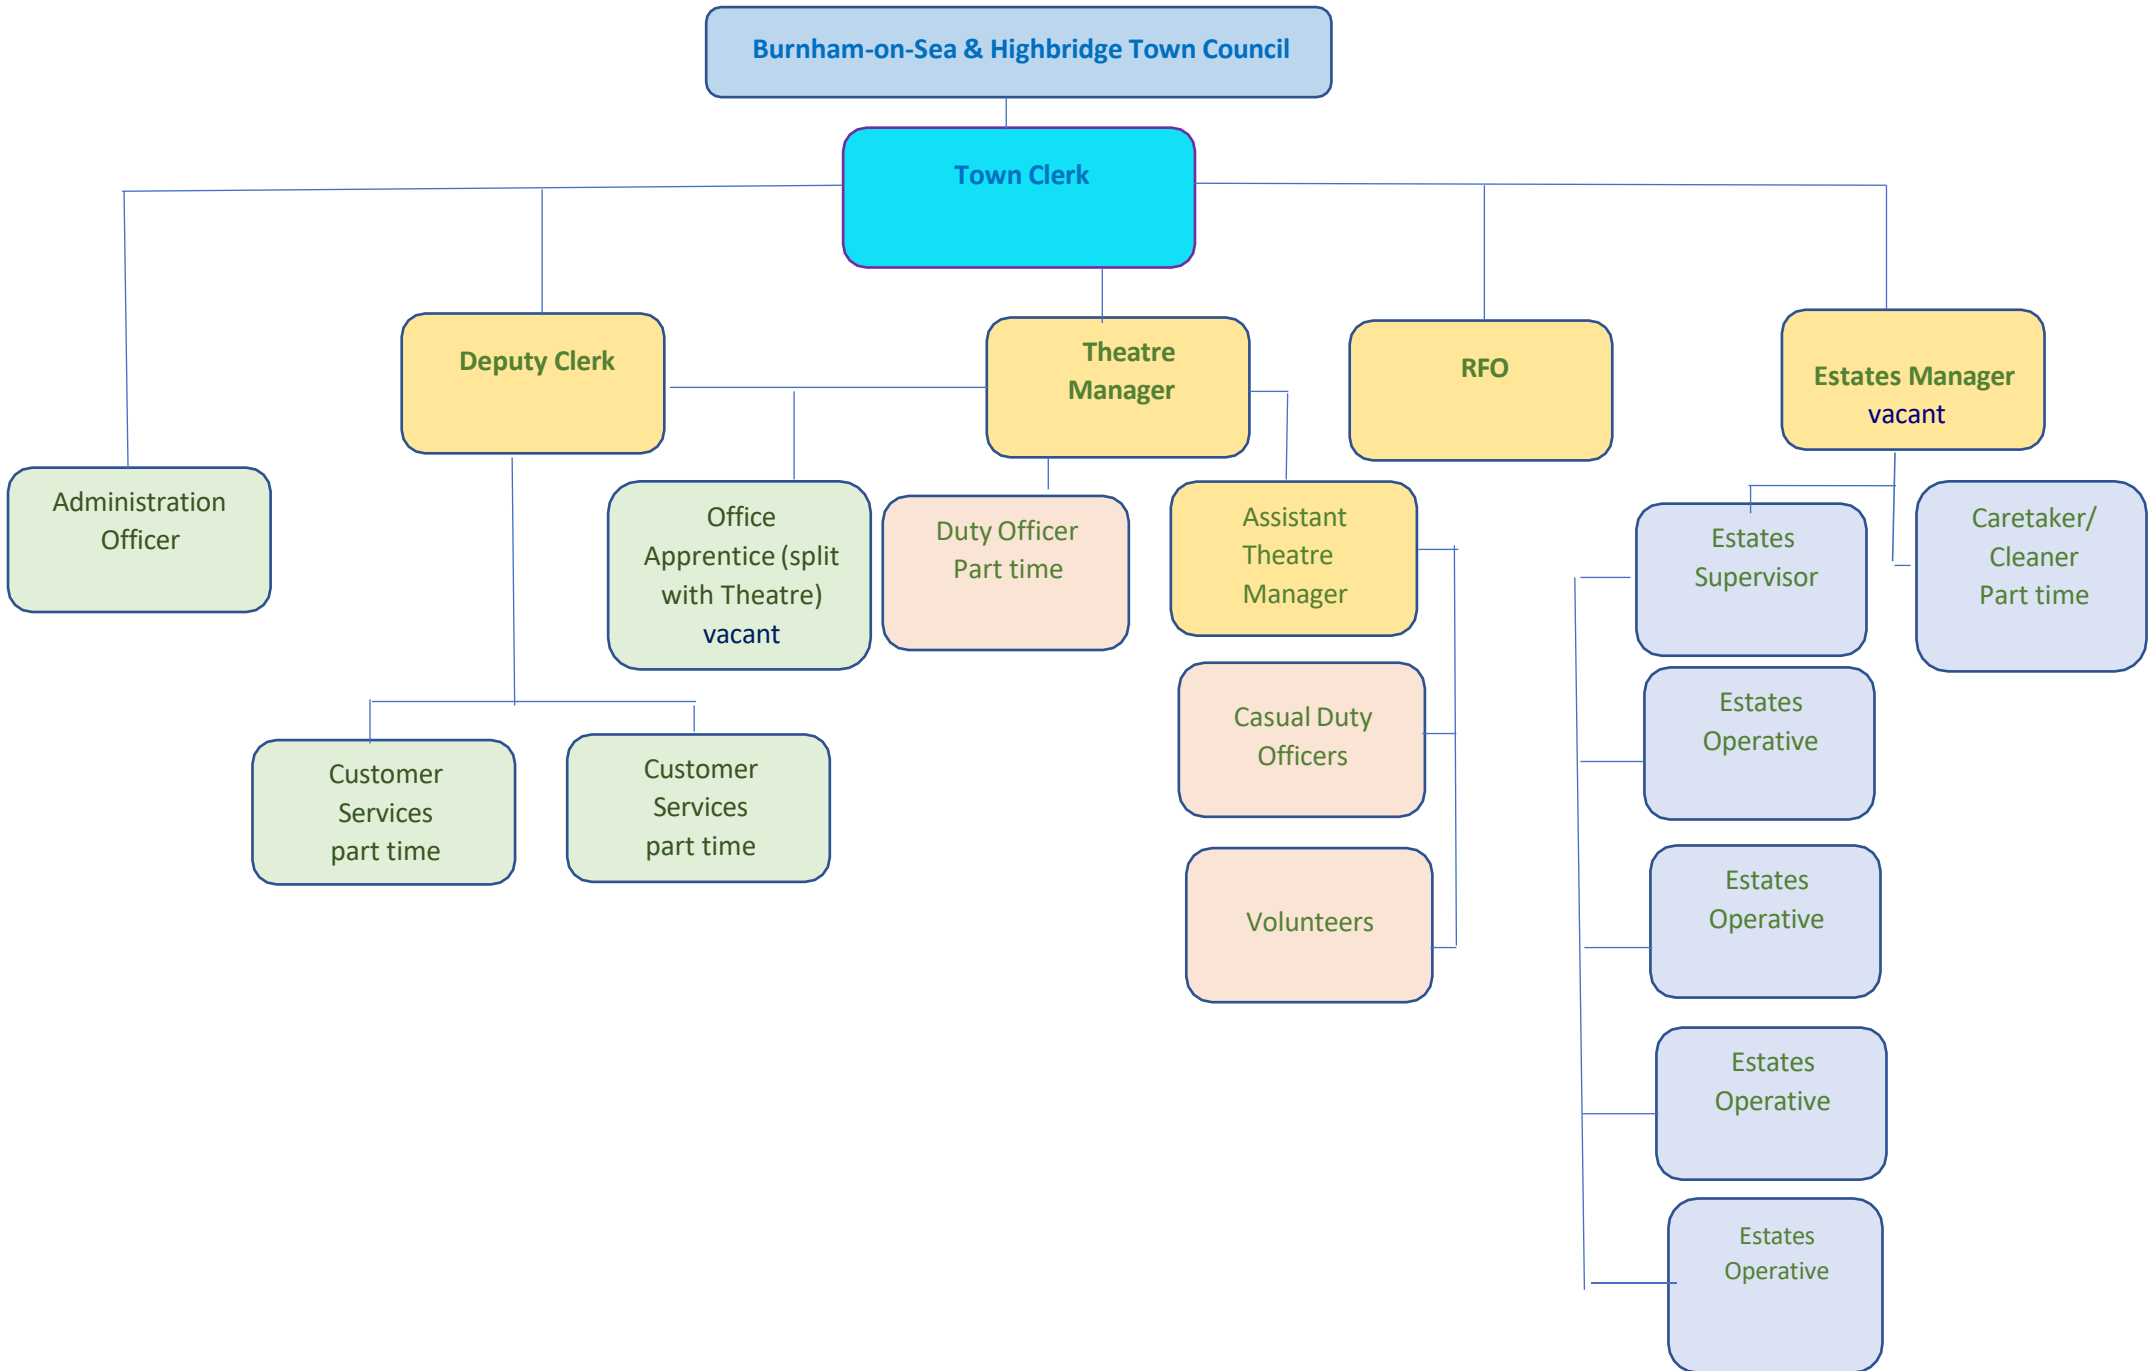 Burnham-on-Sea & Highbridge Town Council
Town Clerk
Deputy Clerk
Theatre
Manager
RFO
Estates Manager
vacant
Administration
Officer
Office
Apprentice (split
with Theatre)
vacant
Duty Officer
Part time
Assistant
Theatre
Manager
Estates
Supervisor
Caretaker/
Cleaner
Part time
Customer
Services
part time
Customer
Services
part time
Casual Duty
Officers
Volunteers
Estates
Operative
Estates
Operative
Estates
Operative
Estates
Operative